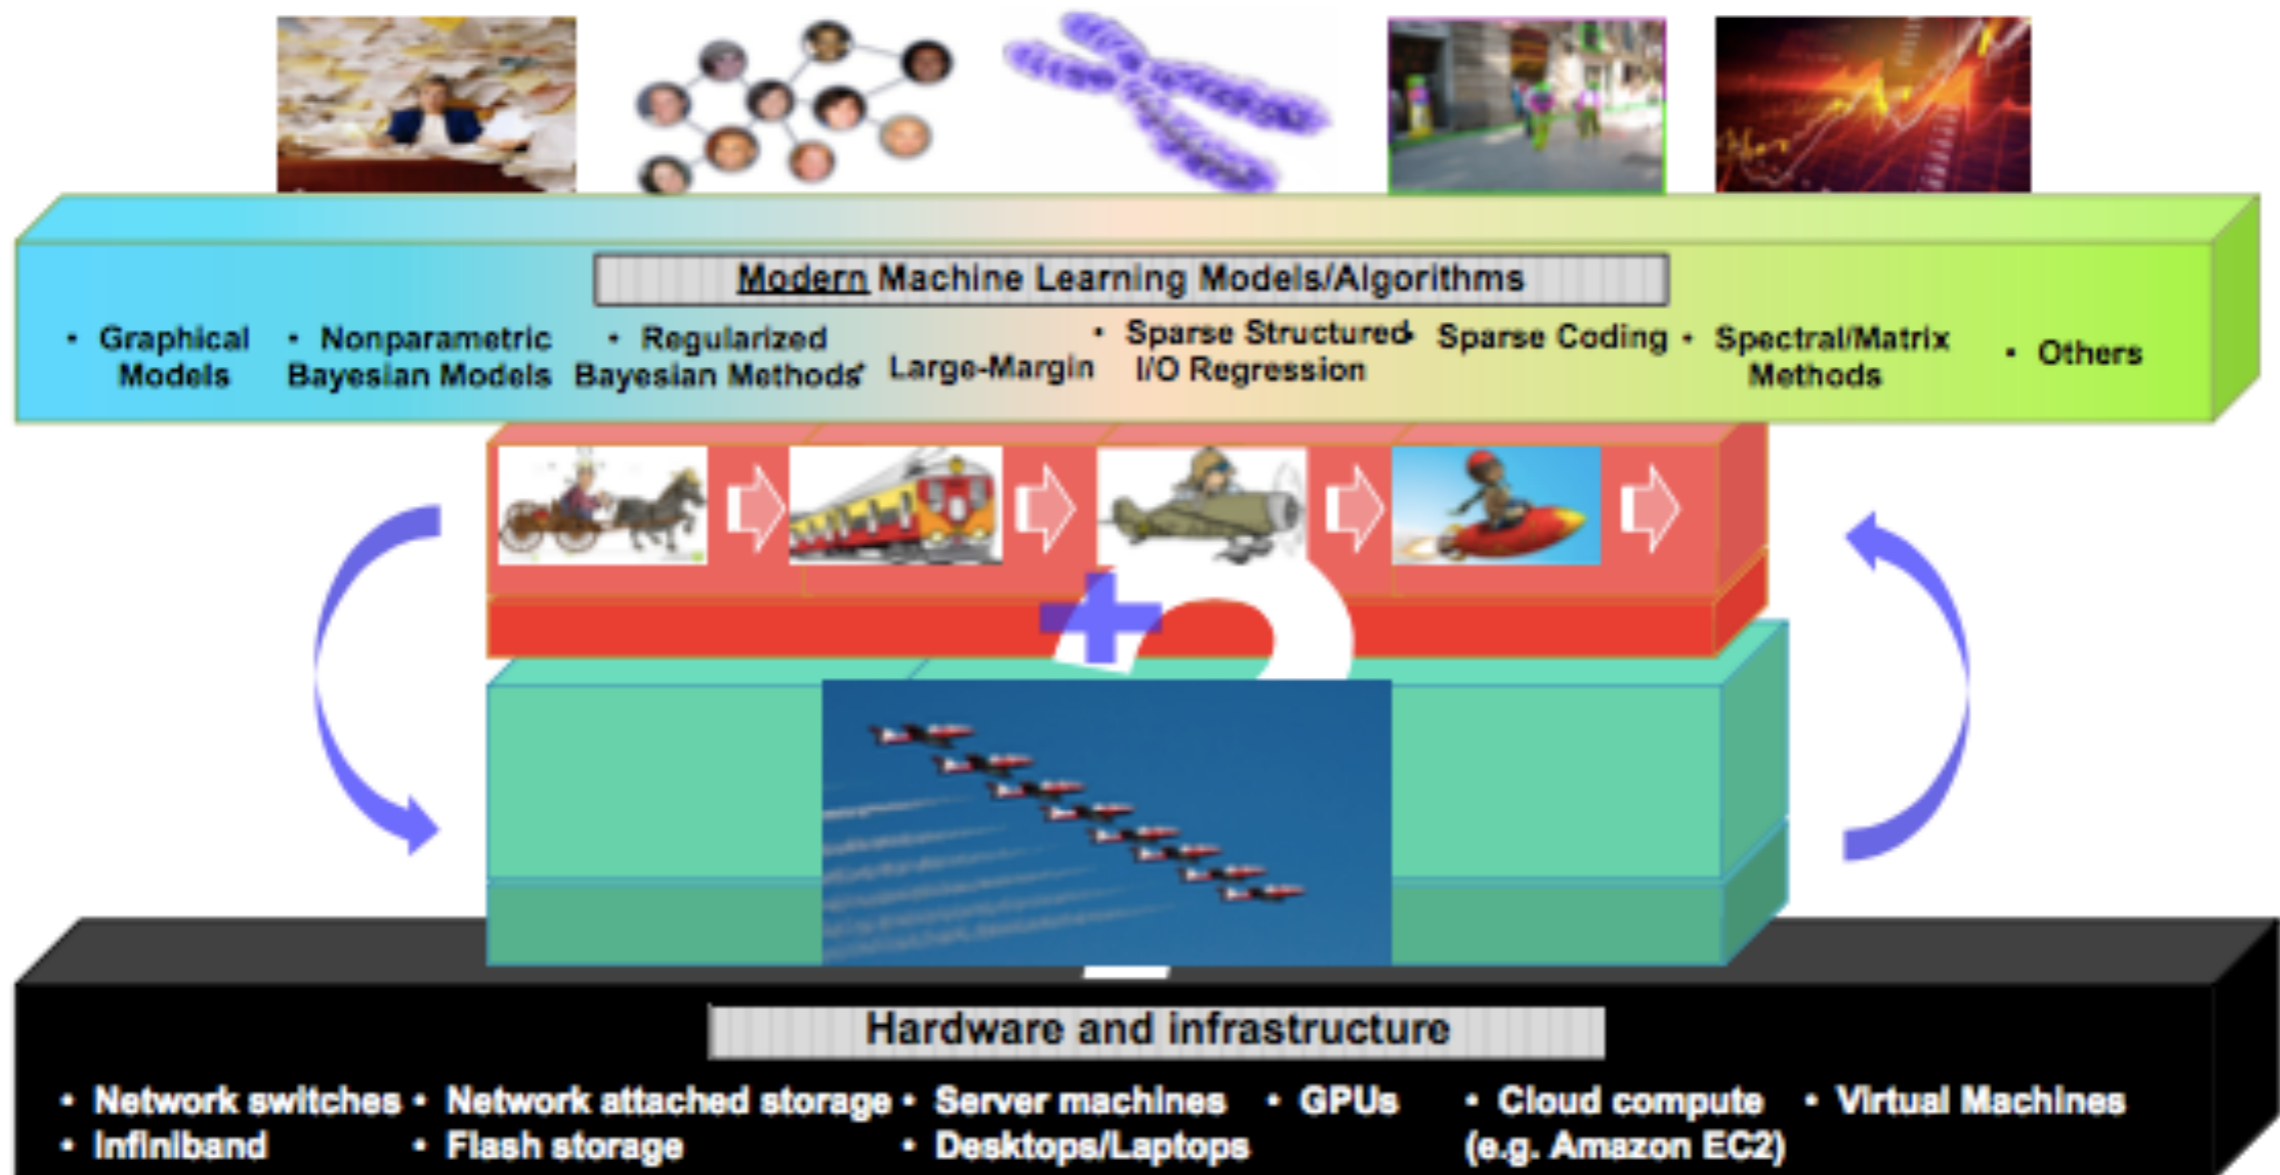 Modern Machine Learning Models/Algorithms
• Graphical
Models
• Nonparametric
Bayesian Models
• Regularized
Bayesian Methods
• Large-Margin
• Sparse Structured
I/O Regression
• Sparse Coding
• Spectral/Matrix
Methods
• Others
Hardware and infrastructure
• Network switches
• Infiniband
• Network attached storage
• Flash storage
• Server machines
• Desktops/Laptops
• GPUs
• Cloud compute
(e.g. Amazon EC2)
• Virtual Machines